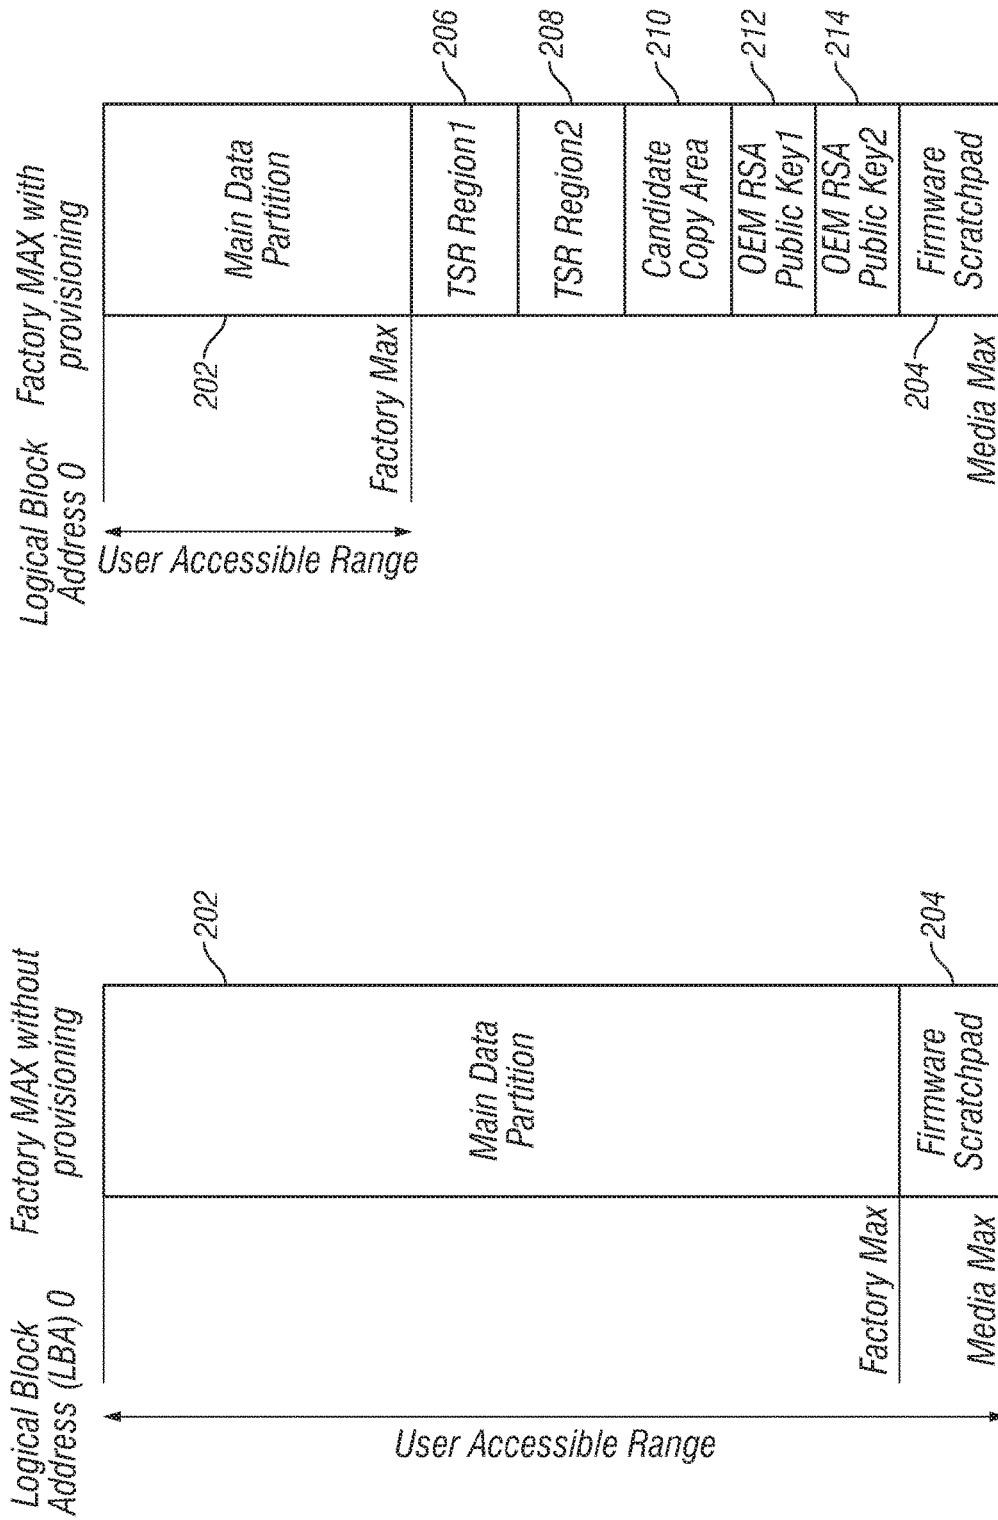 Logical Block
Address (LBA) 0
Factory MAX without
provisioning
Main Data
Partition
202
Factory Max
Firmware
Scratchpad
204
Media Max
User Accessible Range
Logical Block
Address 0
Factory MAX with
provisioning
Main Data
Partition
202
Factory Max
User Accessible Range
TSR Region1
206
TSR Region2
208
Candidate
Copy Area
210
OEM RSA
Public Key1
212
OEM RSA
Public Key2
214
Firmware
Scratchpad
204
Media Max